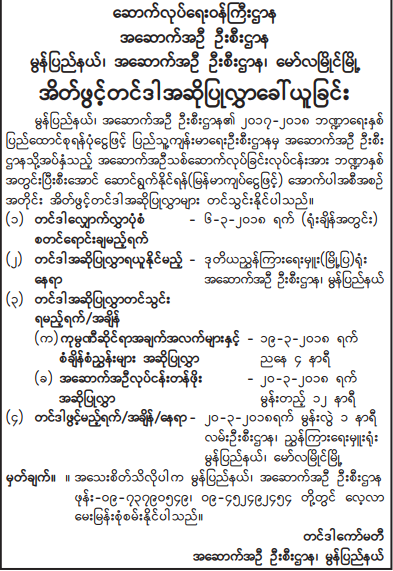 ဆောက်လုပ်ရေးဝန်ကြီးဌာန
အဆောက်အဦ ဦးစီးဌာန
မွန်ပြည်နယ်၊ အဆောက်အဦ ဦးစီးဌာန၊ မော်လမြိုင်မြို့
အိတ်ဖွင့်တင်ဒါအဆိုပြုလွှာခေါ်ယူခြင်း
မွန်ပြည်နယ်၊ အဆောက်အဦ ဦးစီးဌာန၏ ၂၀၁၇-၂၀၁၈ ဘဏ္ဍာရေးနှစ်
ပြည်ထောင်စုရန်ပုံငွေဖြင့် ပြည်သူ့ကျန်းမာရေးဦးစီးဌာနမှ အဆောက်အဦ ဦးစီး
ဌာနသို့အပ်နှံသည့် အဆောက်အဦသစ်ဆောက်လုပ်ခြင်းလုပ်ငန်းအား ဘဏ္ဍာနှစ်
အတွင်းပြီးစီးအောင် ဆောင်ရွက်နိုင်ရန်(မြန်မာကျပ်ငွေဖြင့်) အောက်ပါအစီအစဉ်
အတိုင်း အိတ်ဖွင့်တင်ဒါအဆိုပြုလွှာများ တင်သွင်းနိုင်ပါသည်။
(၁) တင်ဒါလျှောက်လွှာပုံစံ - ၆-၃-၂၀၁၈ ရက် (ရုံးချိန်အတွင်း)
စတင်ရောင်းချမည့်ရက်
(၂) တင်ဒါအဆိုပြုလွှာရယူနိုင်မည့် - ဒုတိယညွှန်ကြားရေးမှူး(မြို့ပြ)ရုံး
နေရာ အဆောက်အဦ ဦးစီးဌာန၊ မွန်ပြည်နယ်
(၃) တင်ဒါအဆိုပြုလွှာတင်သွင်း
ရမည့်ရက်/အချိန်
(က) ကုမ္ပဏီဆိုင်ရာအချက်အလက်များနှင့် - ၁၉-၃-၂၀၁၈ ရက်
စံချိန်စံညွှန်းများ အဆိုပြုလွှာ ညနေ ၄ နာရီ
(ခ) အဆောက်အဦလုပ်ငန်းတန်ဖိုး - ၂၀-၃-၂၀၁၈ ရက်
အဆိုပြုလွှာ မွန်းတည့် ၁၂ နာရီ
(၄) တင်ဒါဖွင့်မည့်ရက်/အချိန်/နေရာ - ၂၀-၃-၂၀၁၈ရက် မွန်းလွဲ ၁ နာရီ
လမ်းဦးစီးဌာန၊ ညွှန်ကြားရေးမှူးရုံး
မွန်ပြည်နယ်၊ မော်လမြိုင်မြို့
မှတ်ချက်။ ။ အသေးစိတ်သိလိုပါက မွန်ပြည်နယ်၊ အဆောက်အဦ ဦးစီးဌာန
ဖုန်း-၀၅-၇၃၇၉၀၅၄၉၊ ၀၉-၄၅၂၄၉၂၄၅၄ တို့တွင် လေ့လာ
မေးမြန်းစုံစမ်းနိုင်ပါသည်။
တင်ဒါကော်မတီ
အဆောက်အဦ ဦးစီးဌာန၊ မွန်ပြည်နယ်